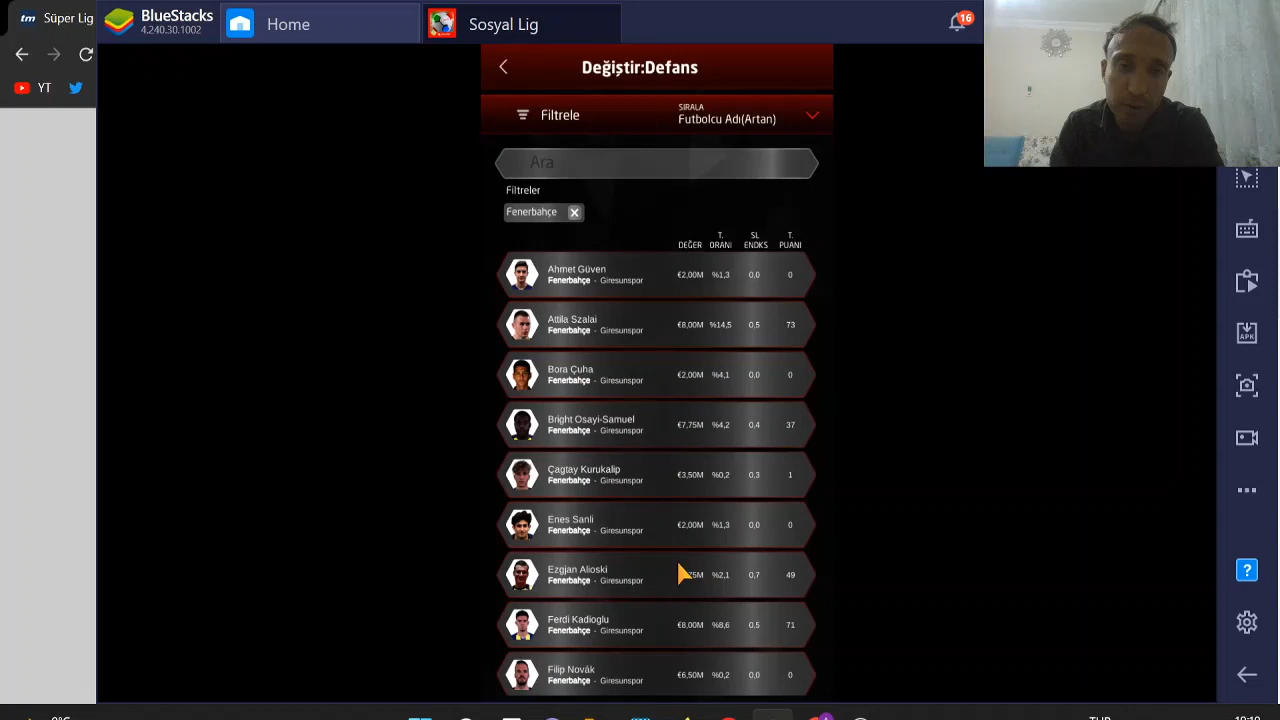 Süper Lig
BlueStacks
4.240.30.1002
Home
Sosyal Lig
16
YT
Değiştir:Defans
Filtrele
SIRALA
Futbolcu Adı(Artan)
Ara
Filtreler
Fenerbahçe
DEĞER
T. ORANI
SL ENDKS
T. PUANI
Ahmet Güven
Fenerbahçe - Giresunspor
€2,00M %1,3 0,0 0
Attila Szalai
Fenerbahçe - Giresunspor
€8,00M %14,5 0,5 73
Bora Çuha
Fenerbahçe - Giresunspor
€2,00M %4,1 0,0 0
Bright Osayi-Samuel
Fenerbahçe - Giresunspor
€7,75M %4,2 0,4 37
Çagtay Kurukalip
Fenerbahçe - Giresunspor
€3,50M %0,2 0,3 1
Enes Sanli
Fenerbahçe - Giresunspor
€2,00M %1,3 0,0 0
Ezgjan Alioski
Fenerbahçe - Giresunspor
%2,1 0,7 49
Ferdi Kadioglu
Fenerbahçe - Giresunspor
€8,00M %8,6 0,5 71
Filip Novák
Fenerbahçe - Giresunspor
€6,50M %0,2 0,0 0